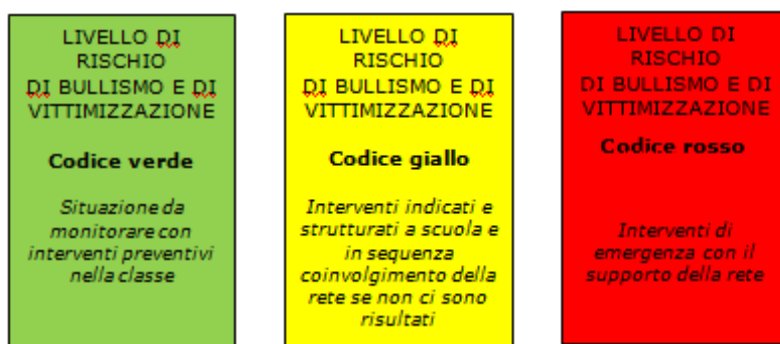 LIVELLO DI
RISCHIO
DI BULLISMO E DI
VITTIMIZZAZIONE
Codice verde
Situazione da
monitorare con
interventi preventivi
nella classe
LIVELLO DI
RISCHIO
DI BULLISMO E DI
VITTIMIZZAZIONE
Codice giallo
Interventi indicati e
strutturati a scuola e
in sequenza
coinvolgimento della
rete se non ci sono
risultati
LIVELLO DI
RISCHIO
DI BULLISMO E DI
VITTIMIZZAZIONE
Codice rosso
Interventi di
emergenza con il
supporto della rete